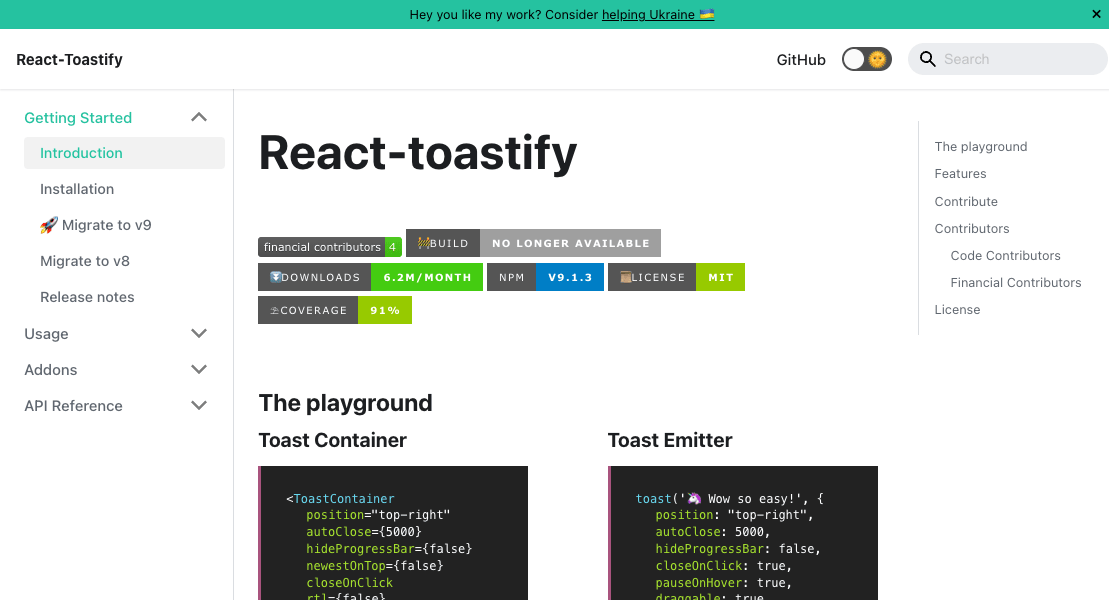 Hey you like my work? Consider helping Ukraine 🇺🇦
×
React-Toastify
GitHub
Search
Getting Started
Introduction
Installation
🚀 Migrate to v9
Migrate to v8
Release notes
Usage
Addons
API Reference
React-toastify
financial contributors 4
🚧BUILD NO LONGER AVAILABLE
⏬DOWNLOADS 6.2M/MONTH
NPM V9.1.3
📦LICENSE MIT
⛱COVERAGE 91%
The playground
Toast Container
<ToastContainer
position="top-right"
autoClose={5000}
hideProgressBar={false}
newestOnTop={false}
closeOnClick
rtl={false}
Toast Emitter
toast('🦄 Wow so easy!', {
position: "top-right",
autoClose: 5000,
hideProgressBar: false,
closeOnClick: true,
pauseOnHover: true,
draggable: true,
The playground
Features
Contribute
Contributors
Code Contributors
Financial Contributors
License